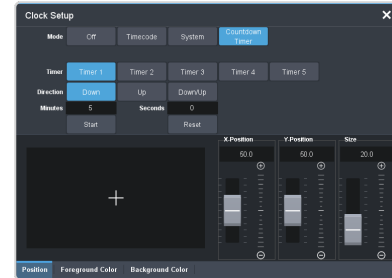 Clock Setup
Mode Off Timecode System Countdown Timer
Timer Timer 1 Timer 2 Timer 3 Timer 4 Timer 5
Direction Down Up Down/Up
Minutes 5 Seconds 0
Start Reset
X-Position Y-Position Size
50.0 50.0 20.0
Position Foreground Color Background Color